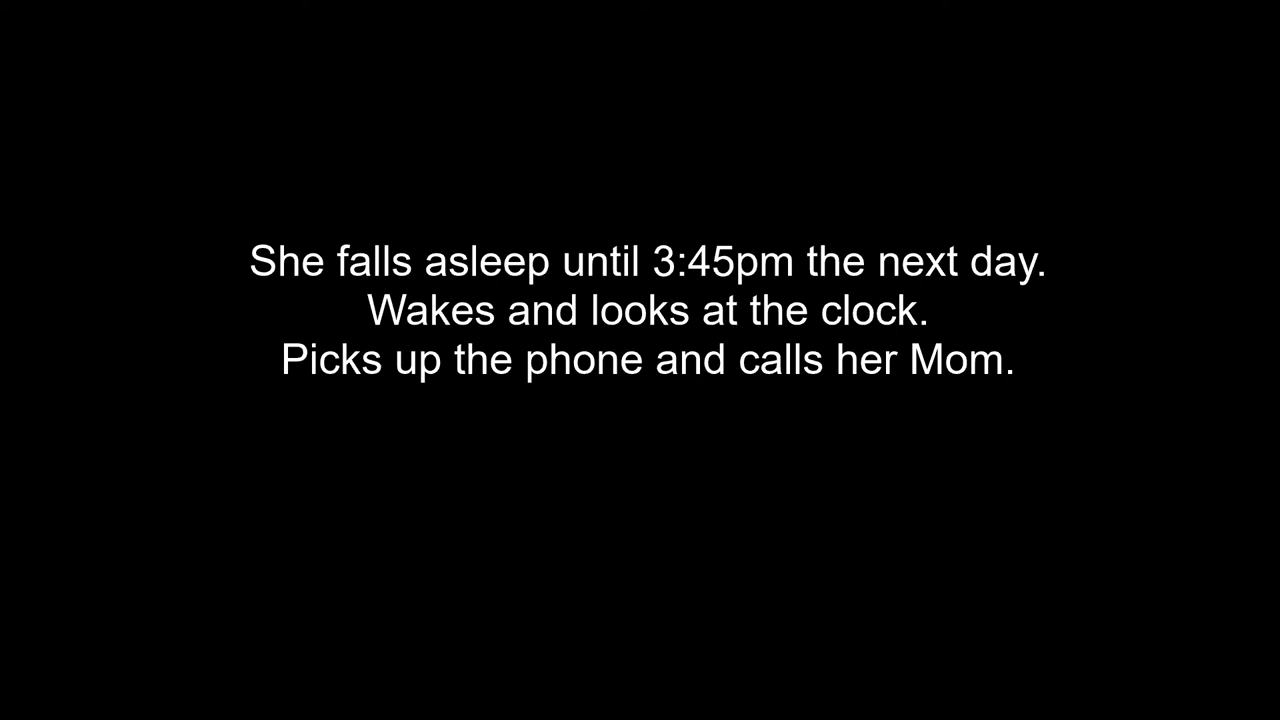 She falls asleep until 3:45pm the next day.
Wakes and looks at the clock.
Picks up the phone and calls her Mom.